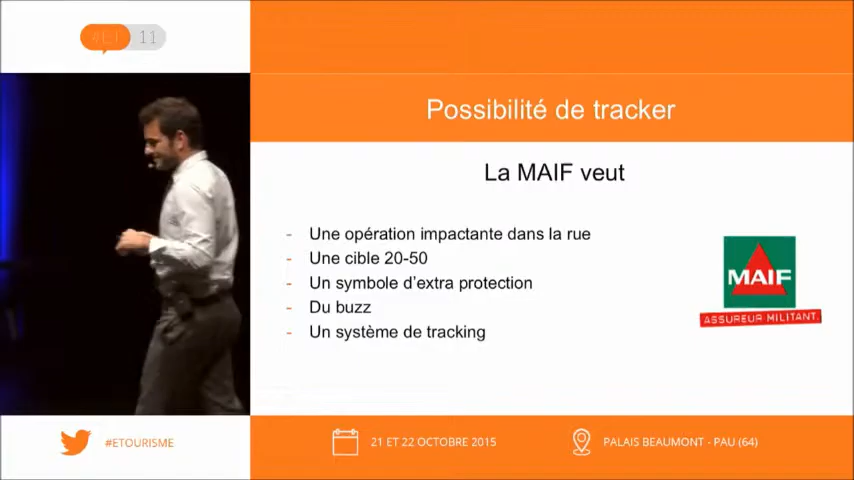 11
Possibilité de tracker
La MAIF veut
- Une opération impactante dans la rue
- Une cible 20-50
- Un symbole d'extra protection
- Du buzz
- Un système de tracking
MAIF
ASSUREUR MILITANT.
#ETOURISME
21 ET 22 OCTOBRE 2015
PALAIS BEAUMONT - PAU (64)